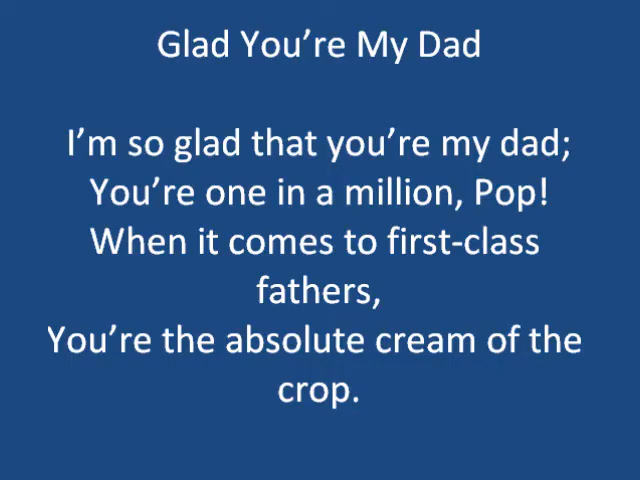 Glad You’re My Dad
I’m so glad that you’re my dad;
You’re one in a million, Pop!
When it comes to first-class
fathers,
You’re the absolute cream of the
crop.